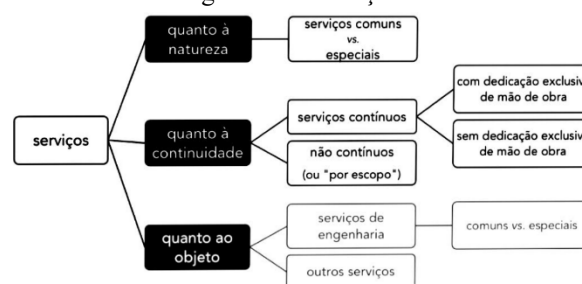 quanto à
natureza
serviços comuns
vs.
especiais
serviços
quanto à
continuidade
serviços contínuos
com dedicação exclusiv
de mão de obra
sem dedicação exclusiv
de mão de obra
não contínuos
(ou "por escopo")
quanto ao
objeto
serviços de
engenharia
comuns vs. especiais
outros serviços